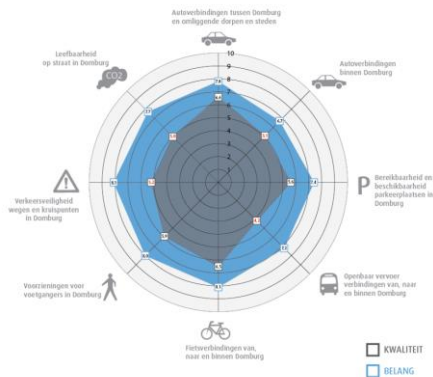 Autoverbindingen tussen Domburg
en omliggende dorpen en steden
10
9
8
7
6
5
4
3
2
1
Autoverbindingen
binnen Domburg
P
Bereikbaarheid en
beschikbaarheid
parkeerplaatsen in
Domburg
Openbaar vervoer
verbindingen van, naar
en binnen Domburg
Fietsverbindingen van,
naar en binnen Domburg
Voorzieningen voor
voetgangers in Domburg
Verkeersveiligheid
wegen en kruispunten
in Domburg
CO2
Leefbaarheid
op straat in Domburg
KWALITEIT
BELANG